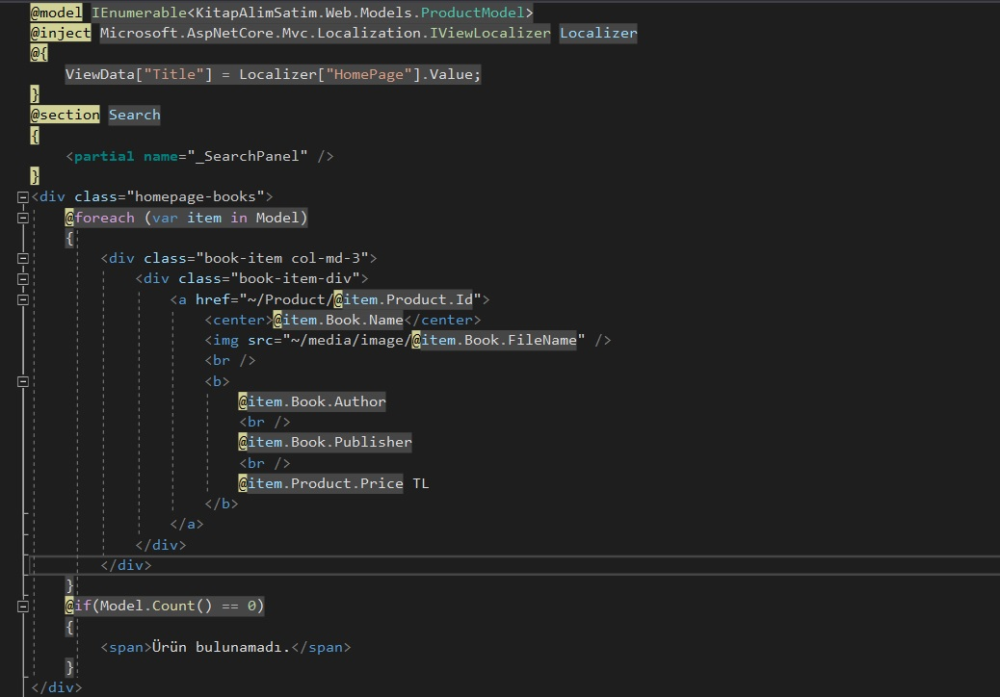 @model IEnumerable<KitapAlimSatim.Web.Models.ProductModel>
@inject Microsoft.AspNetCore.Mvc.Localization.IViewLocalizer Localizer
@{
    ViewData["Title"] = Localizer["HomePage"].Value;
}
@section Search
{
    <partial name="_SearchPanel" />
}
<div class="homepage-books">
    @foreach (var item in Model)
    {
        <div class="book-item col-md-3">
            <div class="book-item-div">
                <a href="~/Product/@item.Product.Id">
                    <center>@item.Book.Name</center>
                    <img src="~/media/image/@item.Book.FileName" />
                    <br />
                    <b>
                        @item.Book.Author
                        <br />
                        @item.Book.Publisher
                        <br />
                        @item.Product.Price TL
                    </b>
                </a>
            </div>
        </div>
    }
    @if(Model.Count() == 0)
    {
        <span>Ürün bulunamadı.</span>
    }
</div>